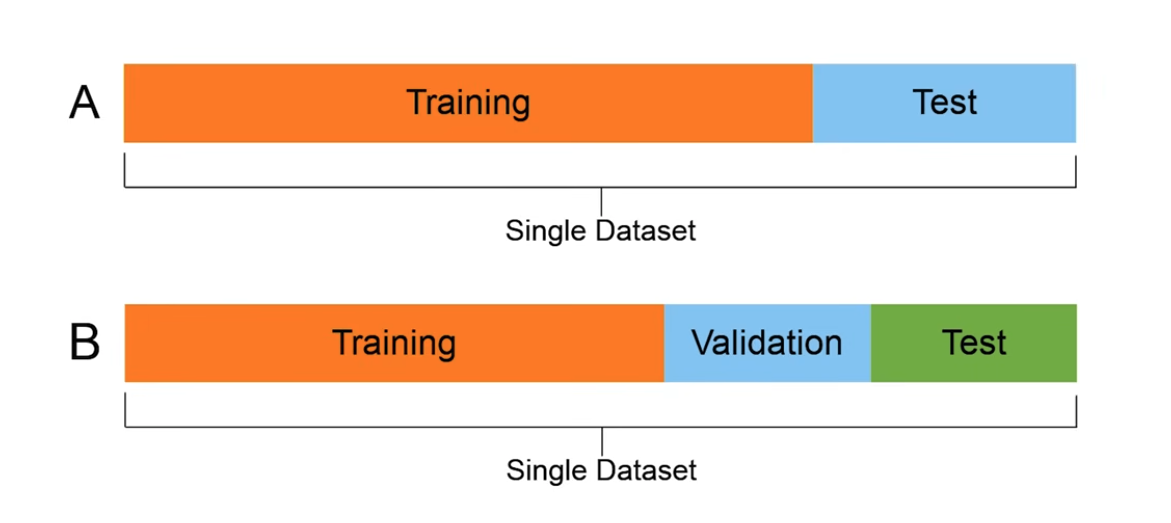 A Training Test
Single Dataset
B Training Validation Test
Single Dataset